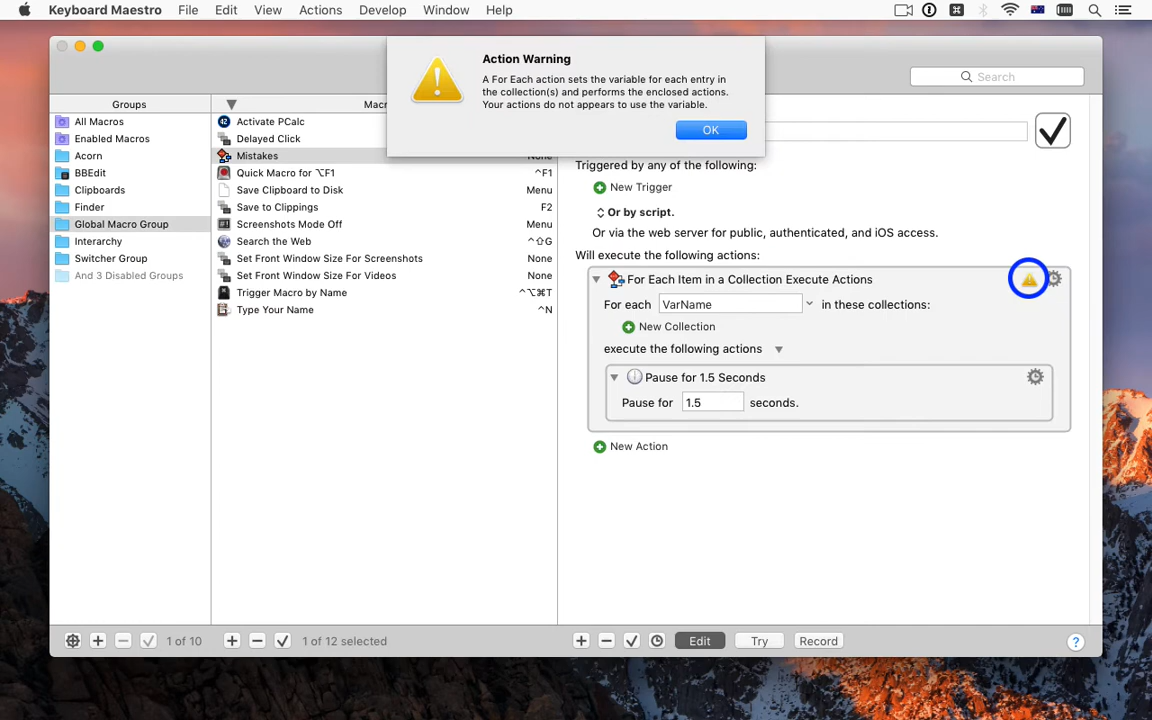 Keyboard Maestro File Edit View Actions Develop Window Help
Action Warning
A For Each action sets the variable for each entry in
the collection(s) and performs the enclosed actions.
Your actions do not appears to use the variable.
OK
Search
Groups
All Macros
Enabled Macros
Acorn
BBEdit
Clipboards
Finder
Global Macro Group
Interarchy
Switcher Group
And 3 Disabled Groups
Macr
42 Activate PCalc
Delayed Click
Mistakes None
Quick Macro for ⌥F1 ^F1
Save Clipboard to Disk Menu
Save to Clippings F2
Screenshots Mode Off Menu
Search the Web ^⇧G
Set Front Window Size For Screenshots None
Set Front Window Size For Videos None
Trigger Macro by Name ^⌥⌘T
Type Your Name ^N
Triggered by any of the following:
New Trigger
Or by script.
Or via the web server for public, authenticated, and iOS access.
Will execute the following actions:
For Each Item in a Collection Execute Actions
For each VarName in these collections:
New Collection
execute the following actions
Pause for 1.5 Seconds
Pause for 1.5 seconds.
New Action
1 of 10
1 of 12 selected
Edit Try Record ?